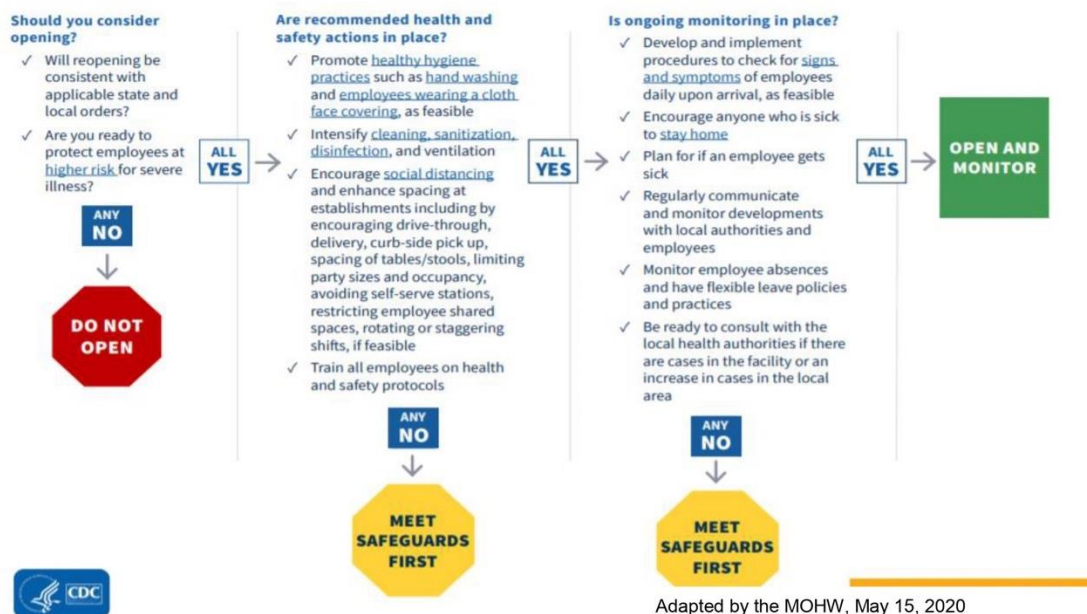 Should you consider
opening?
✓ Will reopening be
consistent with
applicable state and
local orders?
✓ Are you ready to
protect employees at
higher risk for severe
illness?
ANY
NO
DO NOT
OPEN
ALL
YES
Are recommended health and
safety actions in place?
✓ Promote healthy hygiene
practices such as hand washing
and employees wearing a cloth
face covering, as feasible
✓ Intensify cleaning, sanitization,
disinfection, and ventilation
✓ Encourage social distancing
and enhance spacing at
establishments including by
encouraging drive-through,
delivery, curb-side pick up,
spacing of tables/stools, limiting
party sizes and occupancy,
avoiding self-serve stations,
restricting employee shared
spaces, rotating or staggering
shifts, if feasible
✓ Train all employees on health
and safety protocols
ANY
NO
MEET
SAFEGUARDS
FIRST
ALL
YES
Is ongoing monitoring in place?
✓ Develop and implement
procedures to check for signs
and symptoms of employees
daily upon arrival, as feasible
✓ Encourage anyone who is sick
to stay home
✓ Plan for if an employee gets
sick
✓ Regularly communicate
and monitor developments
with local authorities and
employees
✓ Monitor employee absences
and have flexible leave policies
and practices
✓ Be ready to consult with the
local health authorities if there
are cases in the facility or an
increase in cases in the local
area
ANY
NO
MEET
SAFEGUARDS
FIRST
ALL
YES
OPEN AND
MONITOR
CDC
Adapted by the MOHW, May 15, 2020